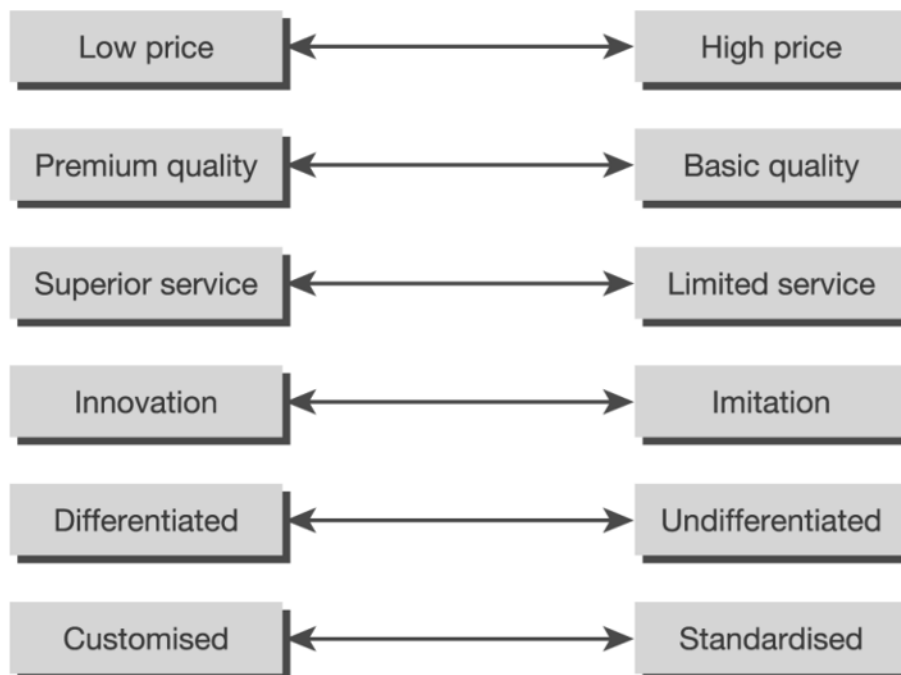 Low price
High price
Premium quality
Basic quality
Superior service
Limited service
Innovation
Imitation
Differentiated
Undifferentiated
Customised
Standardised